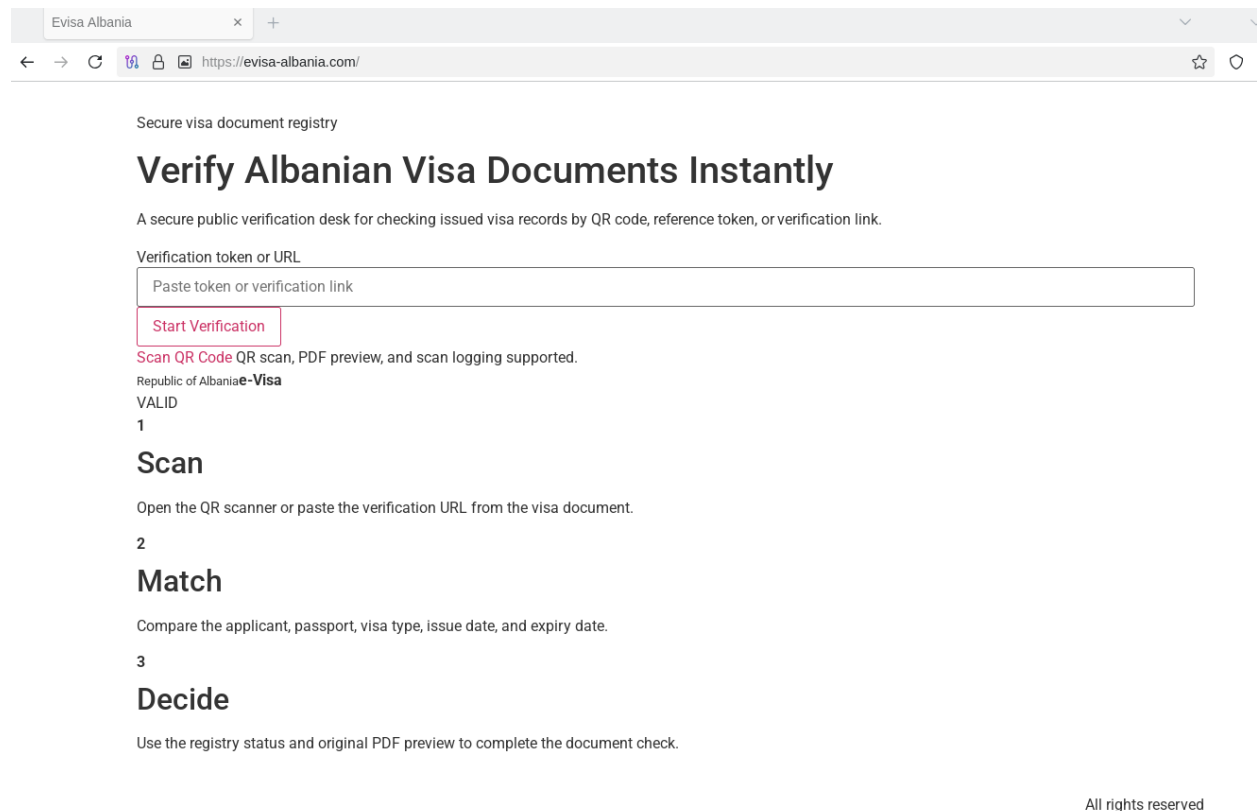 Evisa Albania
https://evisa-albania.com/
Secure visa document registry
Verify Albanian Visa Documents Instantly
A secure public verification desk for checking issued visa records by QR code, reference token, or verification link.
Verification token or URL
Paste token or verification link
Start Verification
Scan QR Code QR scan, PDF preview, and scan logging supported.
Republic of Albaniae-Visa
VALID
1
Scan
Open the QR scanner or paste the verification URL from the visa document.
2
Match
Compare the applicant, passport, visa type, issue date, and expiry date.
3
Decide
Use the registry status and original PDF preview to complete the document check.
All rights reserved